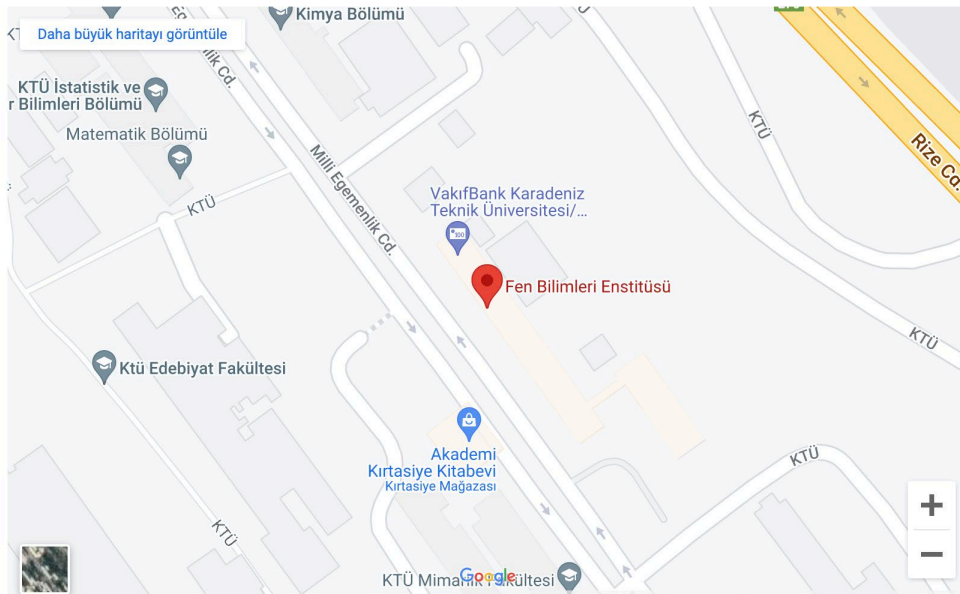 Daha büyük haritayı görüntüle
Kimya Bölümü
KTÜ İstatistik ve
r Bilimleri Bölümü
Matematik Bölümü
KTÜ
Milli Egemenlik Cd.
KTÜ
Rize Cd.
VakıfBank Karadeniz
Teknik Üniversitesi/...
Fen Bilimleri Enstitüsü
KTÜ
Ktü Edebiyat Fakültesi
Akademi
Kırtasiye Kitabevi
Kırtasiye Mağazası
KTÜ
KTÜ
KTÜ Mimarlık Fakültesi
Google